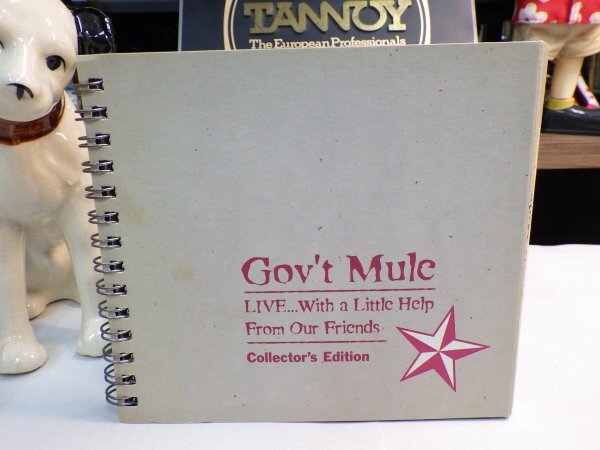 TANNOY
The European Professionals
Gov't Mule
LIVE...With a Little Help
From Our Friends
Collector's Edition